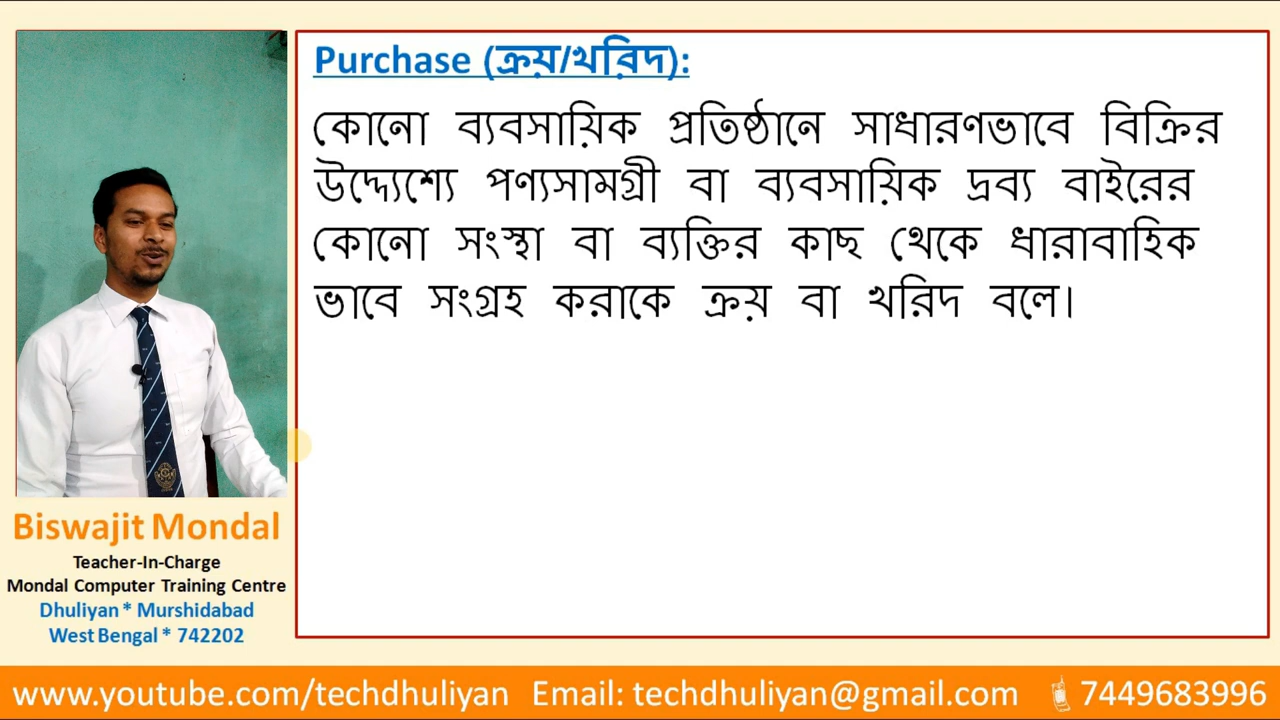 Purchase (ক্রয়/খরিদ):
কোনো ব্যবসায়িক প্রতিষ্ঠানে সাধারণভাবে বিক্রির
উদ্দ্যেশ্যে পণ্যসামগ্রী বা ব্যবসায়িক দ্রব্য বাইরের
কোনো সংস্থা বা ব্যক্তির কাছ থেকে ধারাবাহিক
ভাবে সংগ্রহ করাকে ক্রয় বা খরিদ বলে।
Biswajit Mondal
Teacher-In-Charge
Mondal Computer Training Centre
Dhuliyan * Murshidabad
West Bengal * 742202
www.youtube.com/techdhuliyan Email: techdhuliyan@gmail.com 7449683996